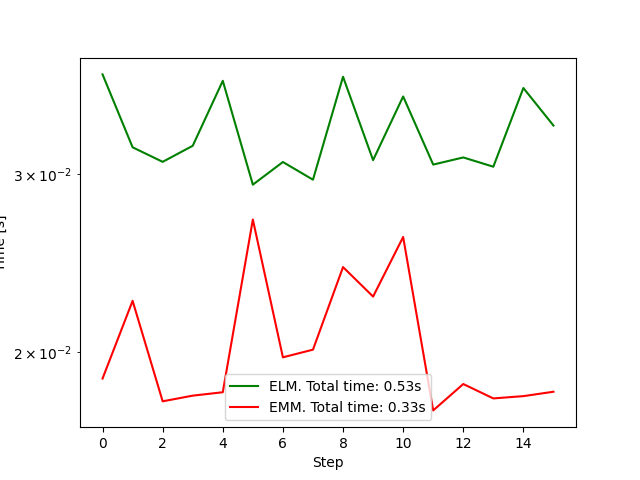 3 × 10⁻²
2 × 10⁻²
Time [s]
ELM. Total time: 0.53s
EMM. Total time: 0.33s
0 2 4 6 8 10 12 14
Step